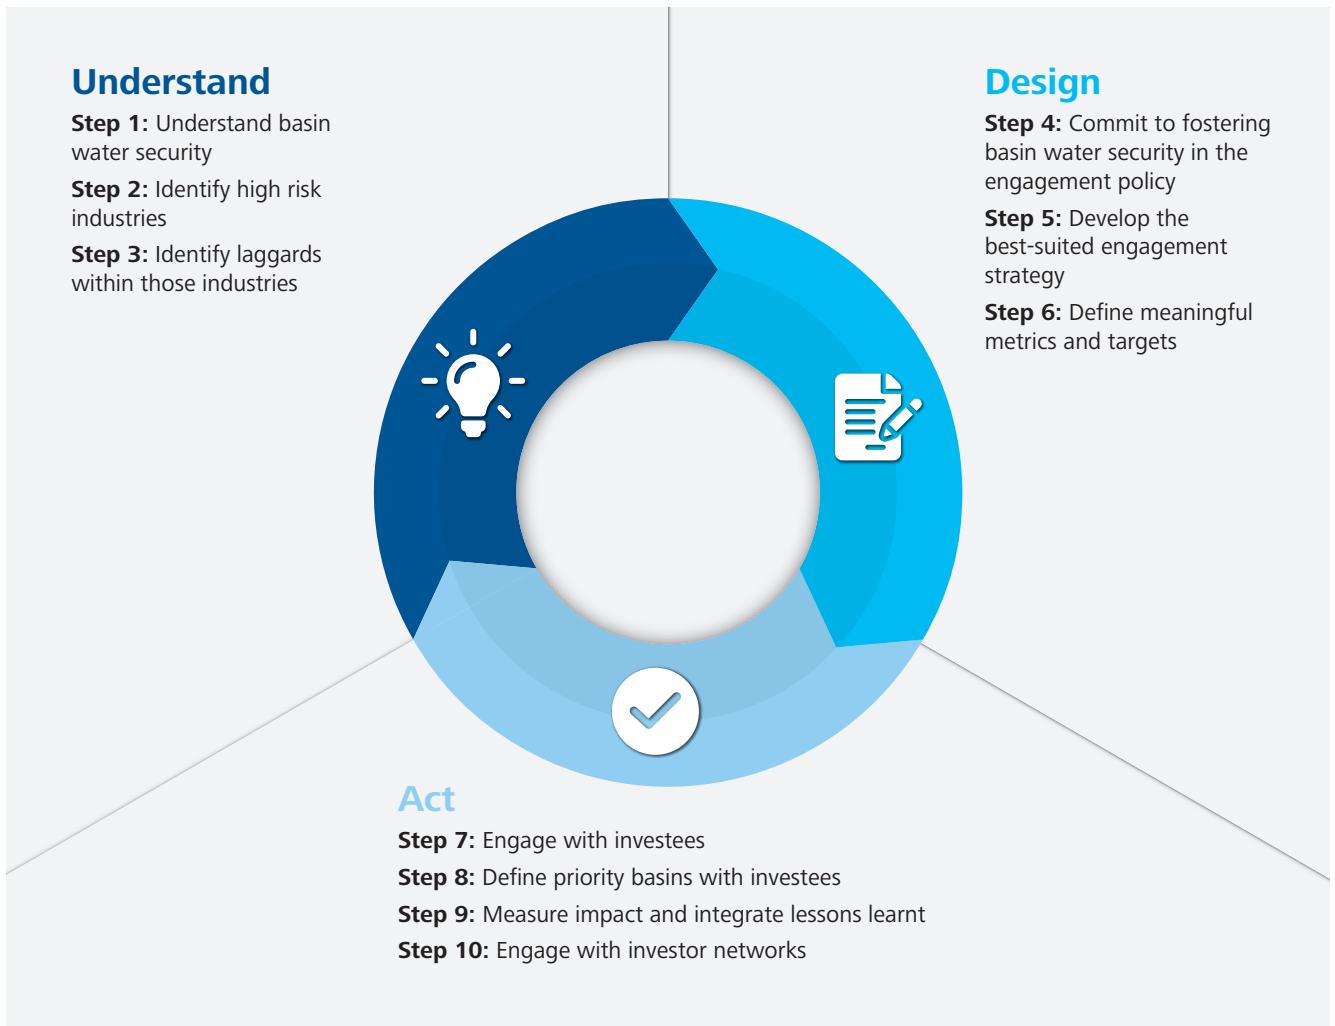 Understand
Step 1: Understand basin
water security
Step 2: Identify high risk
industries
Step 3: Identify laggards
within those industries
Design
Step 4: Commit to fostering
basin water security in the
engagement policy
Step 5: Develop the
best-suited engagement
strategy
Step 6: Define meaningful
metrics and targets
Act
Step 7: Engage with investees
Step 8: Define priority basins with investees
Step 9: Measure impact and integrate lessons learnt
Step 10: Engage with investor networks